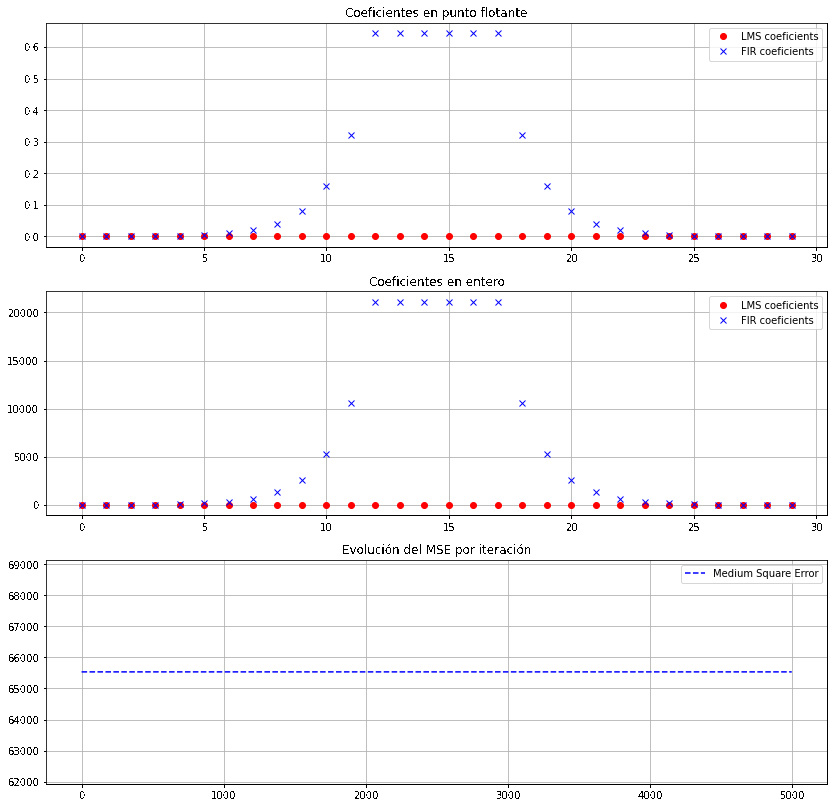 Coeficientes en punto flotante
LMS coeficients
FIR coeficients
0.6
0.5
0.4
0.3
0.2
0.1
0.0
0 5 10 15 20 25 30
Coeficientes en entero
LMS coeficients
FIR coeficients
20000
15000
10000
5000
0
0 5 10 15 20 25 30
Evolución del MSE por iteración
Medium Square Error
69000
68000
67000
66000
65000
64000
63000
62000
0 1000 2000 3000 4000 5000